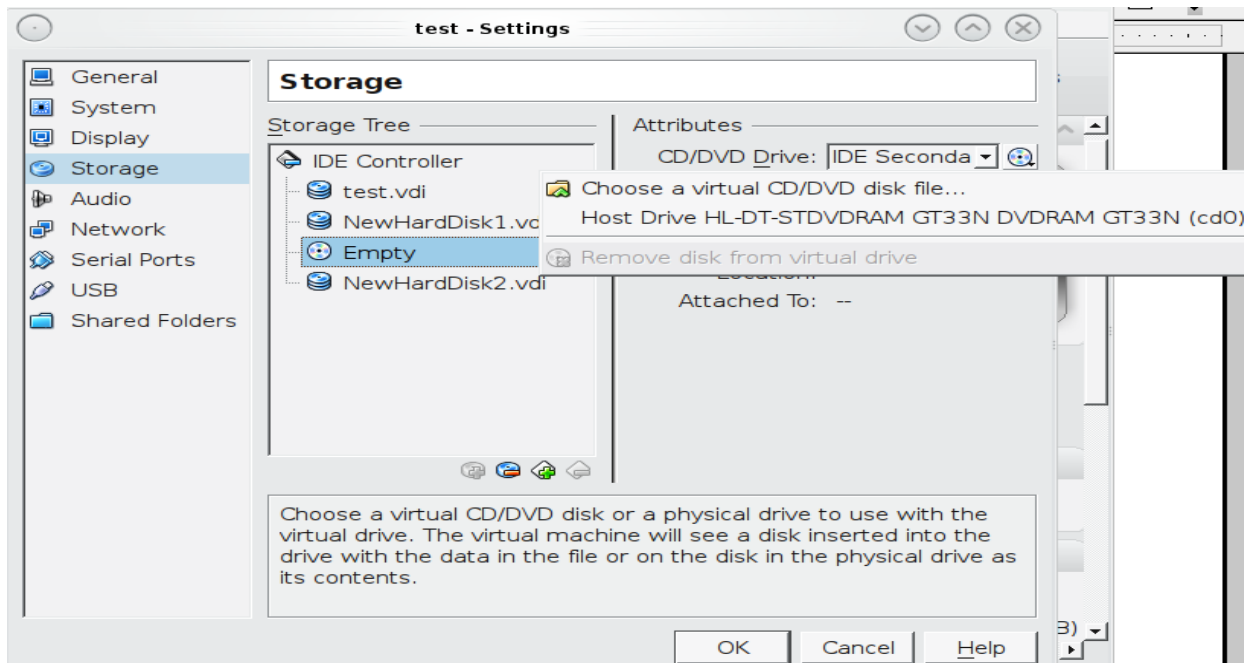 test - Settings
General
System
Display
Storage
Audio
Network
Serial Ports
USB
Shared Folders
Storage
Storage Tree
IDE Controller
test.vdi
NewHardDisk1.vd
Empty
NewHardDisk2.vdi
Attributes
CD/DVD Drive: IDE Seconda
Choose a virtual CD/DVD disk file...
Host Drive HL-DT-STDVDRAM GT33N DVDRAM GT33N (cd0)
Remove disk from virtual drive
Location:
Attached To: --
Choose a virtual CD/DVD disk or a physical drive to use with the
virtual drive. The virtual machine will see a disk inserted into the
drive with the data in the file or on the disk in the physical drive as
its contents.
OK Cancel Help
B)